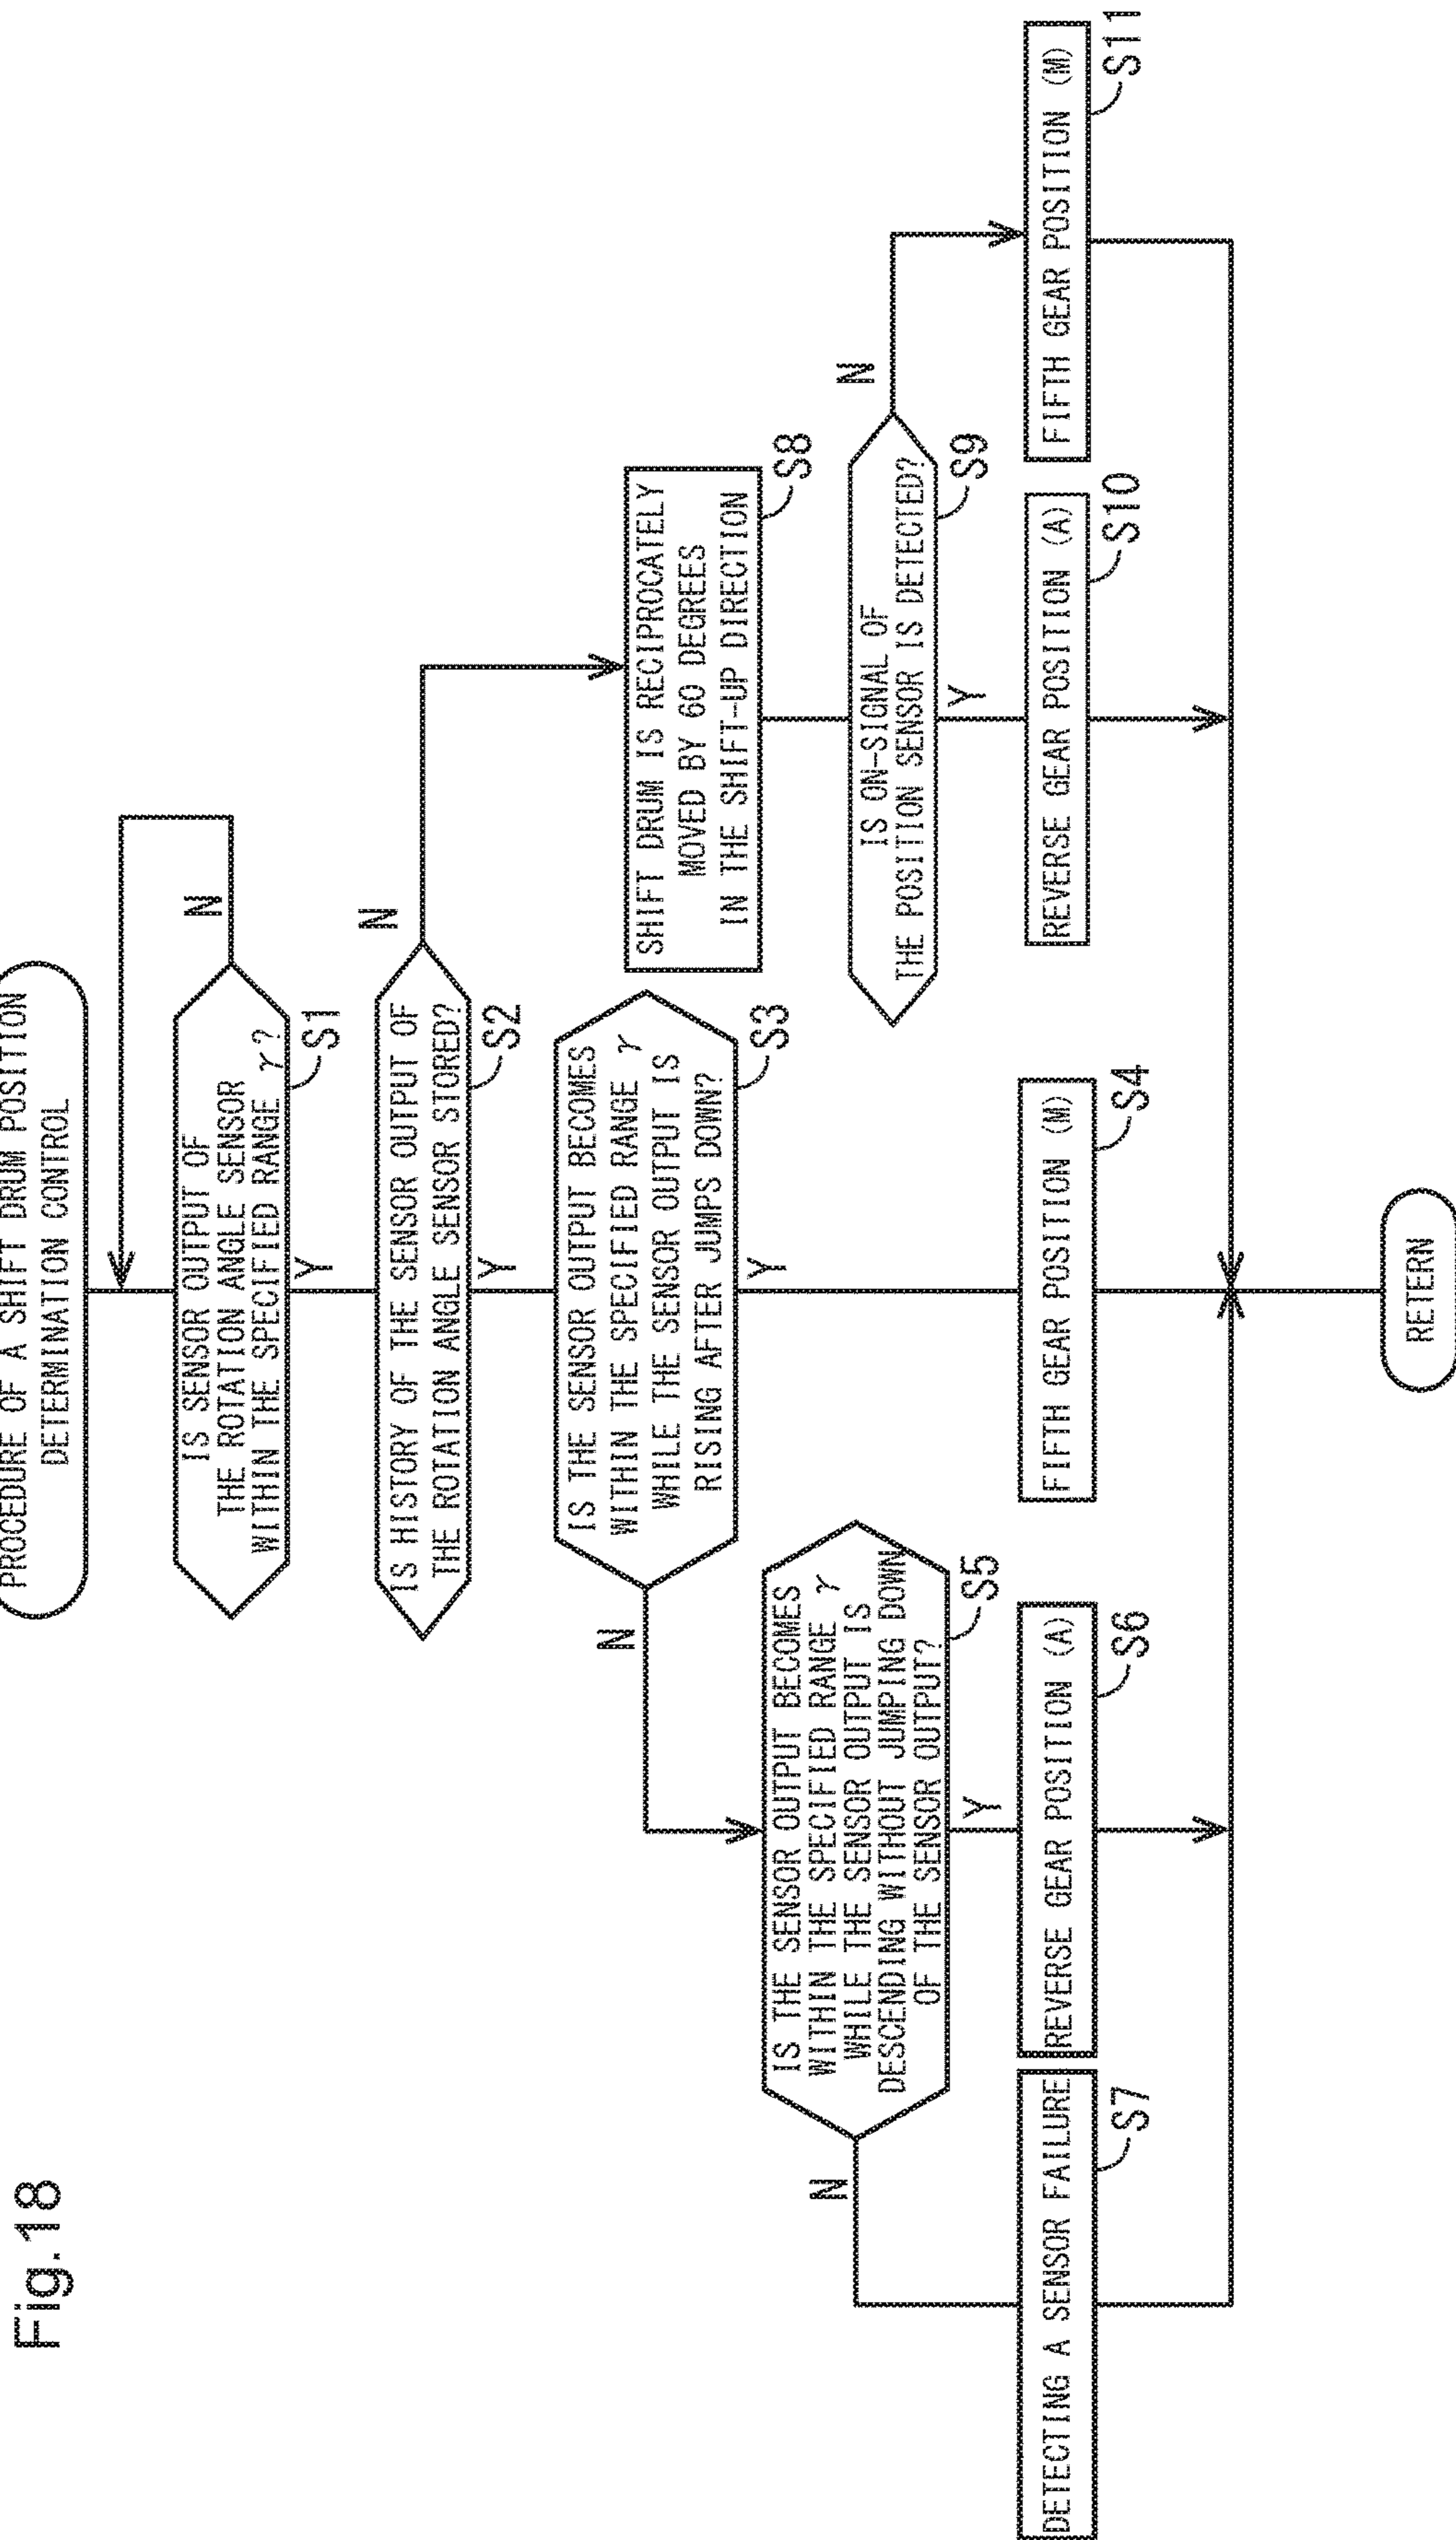 Fig.18
PROCEDURE OF A SHIFT DRUM POSITION
DETERMINATION CONTROL
IS SENSOR OUTPUT OF
THE ROTATION ANGLE SENSOR
WITHIN THE SPECIFIED RANGE γ?
S1
N
Y
IS HISTORY OF THE SENSOR OUTPUT OF
THE ROTATION ANGLE SENSOR STORED?
S2
N
Y
IS THE SENSOR OUTPUT BECOMES
WITHIN THE SPECIFIED RANGE γ
WHILE THE SENSOR OUTPUT IS
RISING AFTER JUMPS DOWN?
S3
N
Y
SHIFT DRUM IS RECIPROCATELY
MOVED BY 60 DEGREES
IN THE SHIFT-UP DIRECTION
S8
IS THE SENSOR OUTPUT BECOMES
WITHIN THE SPECIFIED RANGE γ
WHILE THE SENSOR OUTPUT IS
DESCENDING WITHOUT JUMPING DOWN
OF THE SENSOR OUTPUT?
S5
N
Y
IS ON-SIGNAL OF
THE POSITION SENSOR IS DETECTED?
S9
N
Y
DETECTING A SENSOR FAILURE
S7
REVERSE GEAR POSITION (A)
S6
FIFTH GEAR POSITION (M)
S4
REVERSE GEAR POSITION (A)
S10
FIFTH GEAR POSITION (M)
S11
RETERN